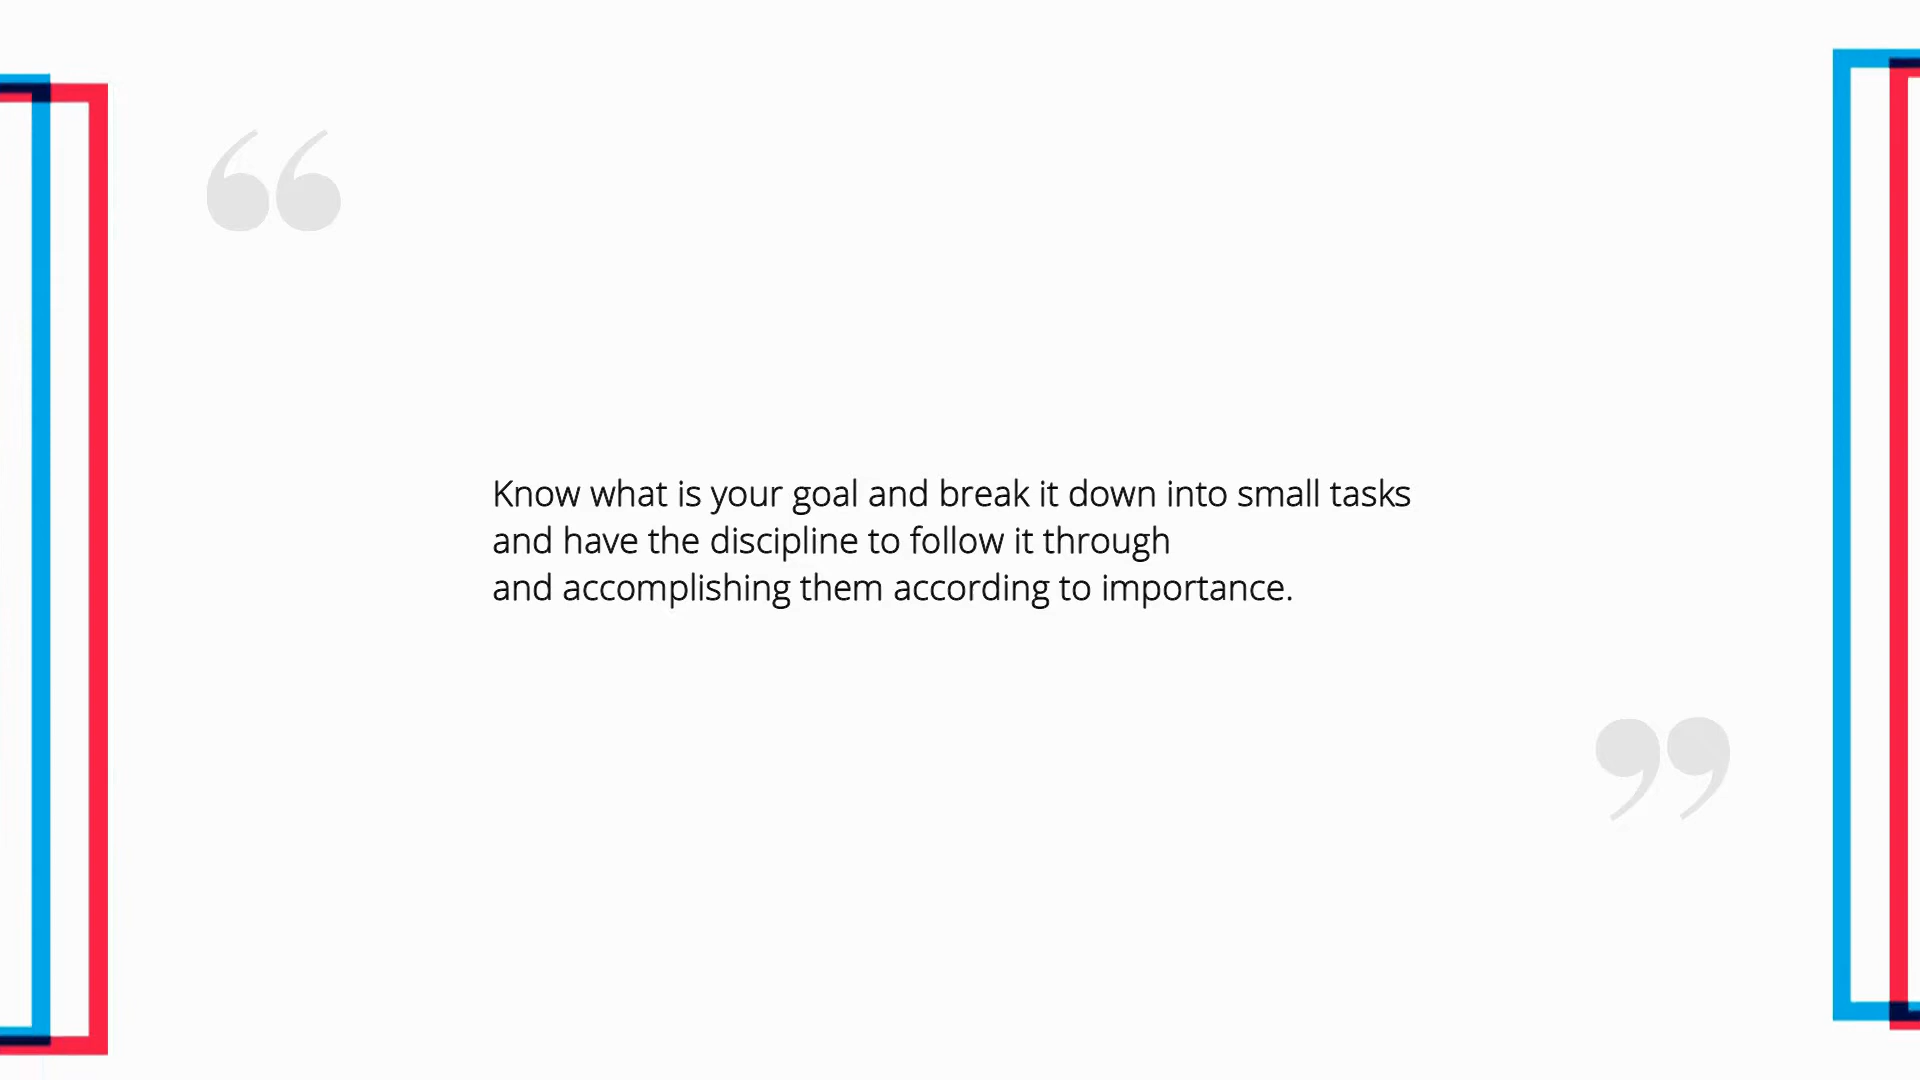 Know what is your goal and break it down into small tasks
and have the discipline to follow it through
and accomplishing them according to importance.